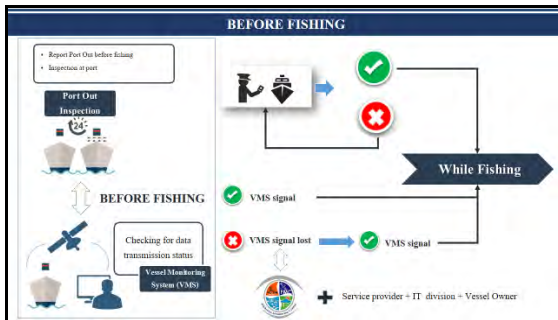 BEFORE FISHING
Report Port Out before fishing
Inspection at port
Port Out
Inspection
24
BEFORE FISHING
Checking for data
transmission status
Vessel Monitoring
System (VMS)
While Fishing
VMS signal
VMS signal lost
VMS signal
Service provider + IT division + Vessel Owner